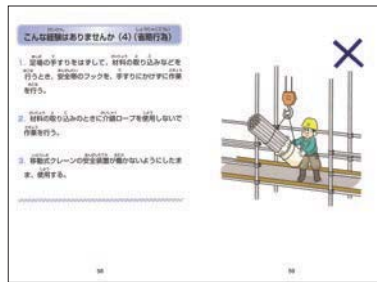 こんな経験はありませんか（4）（省略行為）
1. 足場の手すりをはずして、材料の取り込みなどを
行うとき、安全帯のフックを、手すりにかけずに作業
を行う。
2. 材料の取り込みのときに介錯ロープを使用しないで
作業を行う。
3. 移動式クレーンの安全装置が働かないようにしたま
ま、使用する。